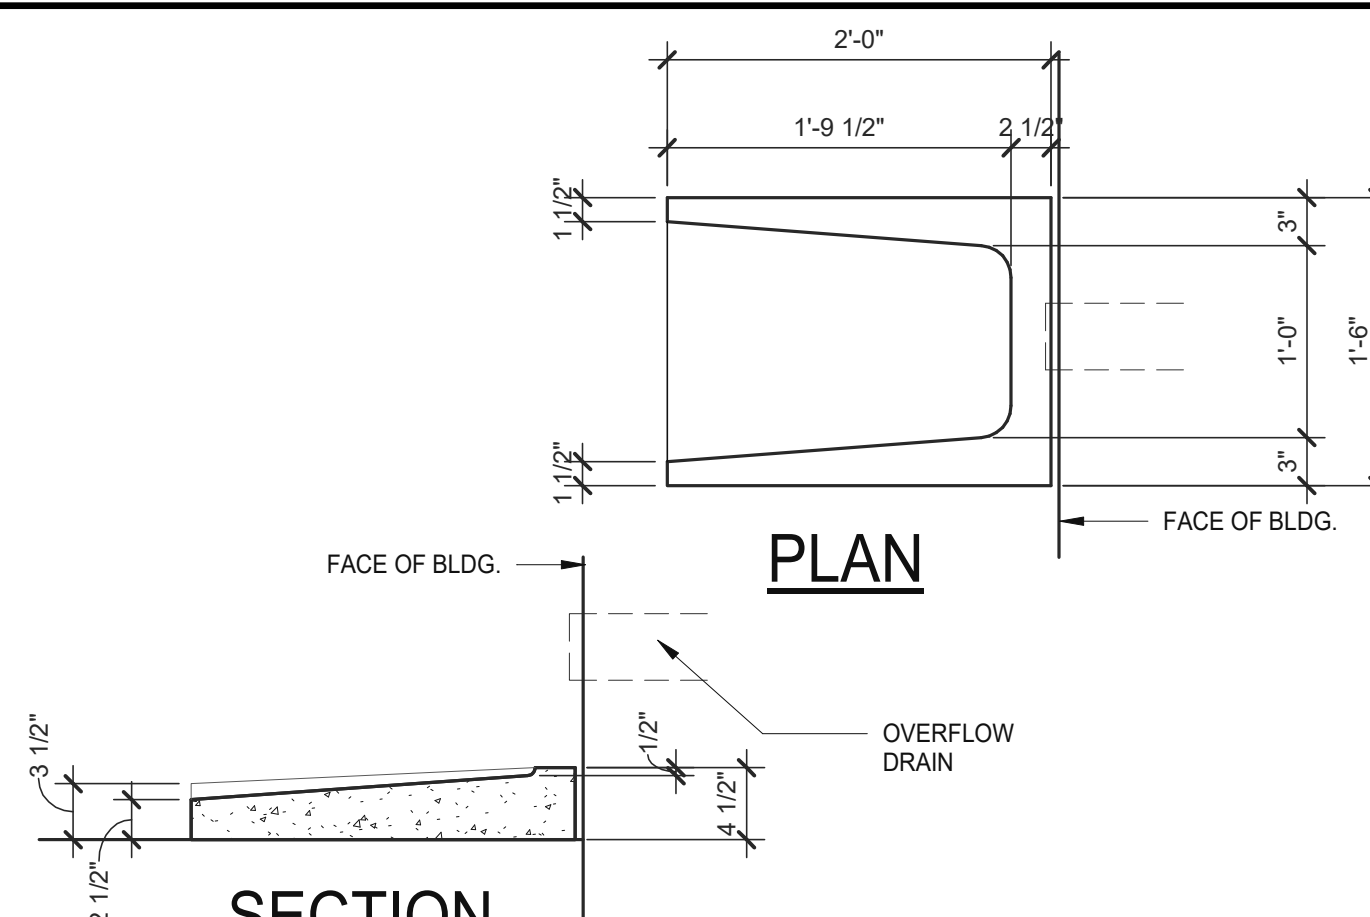 2'-0"
1'-9 1/2"
2 1/2"
1 1/2"
3"
1'-0"
1'-6"
1 1/2"
3"
FACE OF BLDG.
PLAN
FACE OF BLDG.
OVERFLOW
DRAIN
3 1/2"
1/2"
4 1/2"
2 1/2"
SECTION